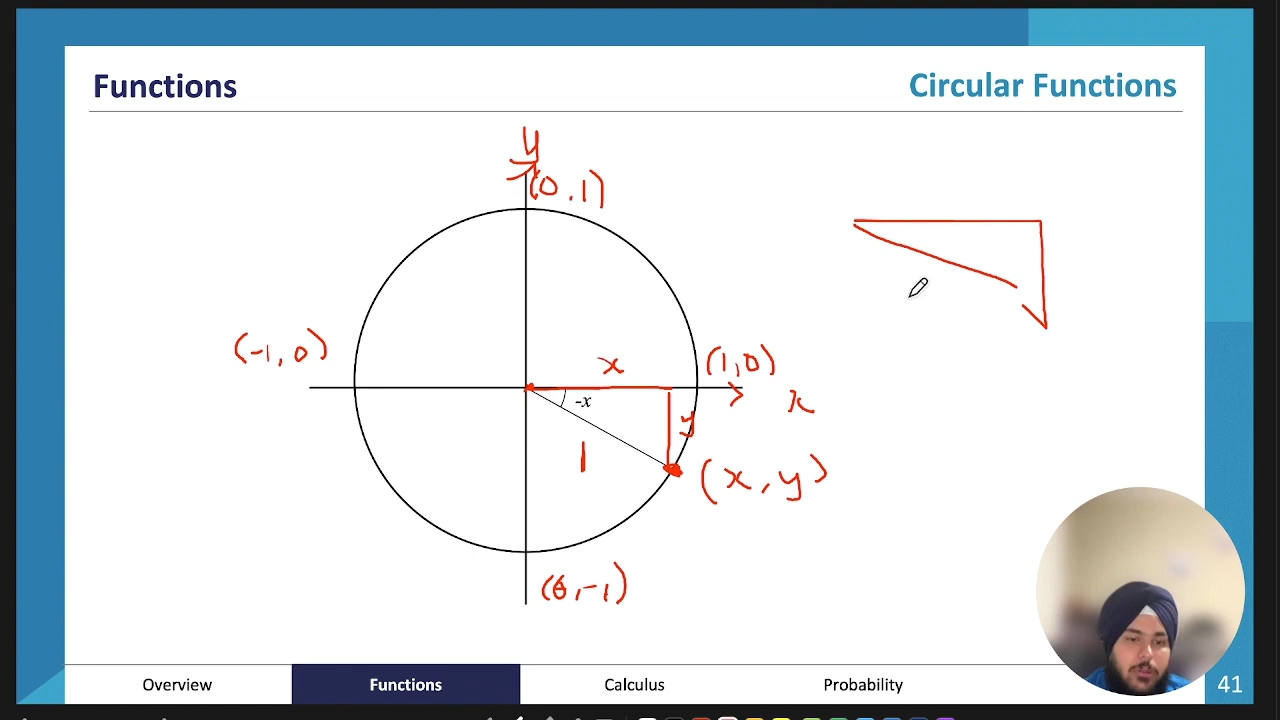 Functions
Circular Functions
y
(0, 1)
(-1, 0)
x
(1, 0)
-x
x
y
1
(x, y)
(0, -1)
Overview
Functions
Calculus
Probability
41